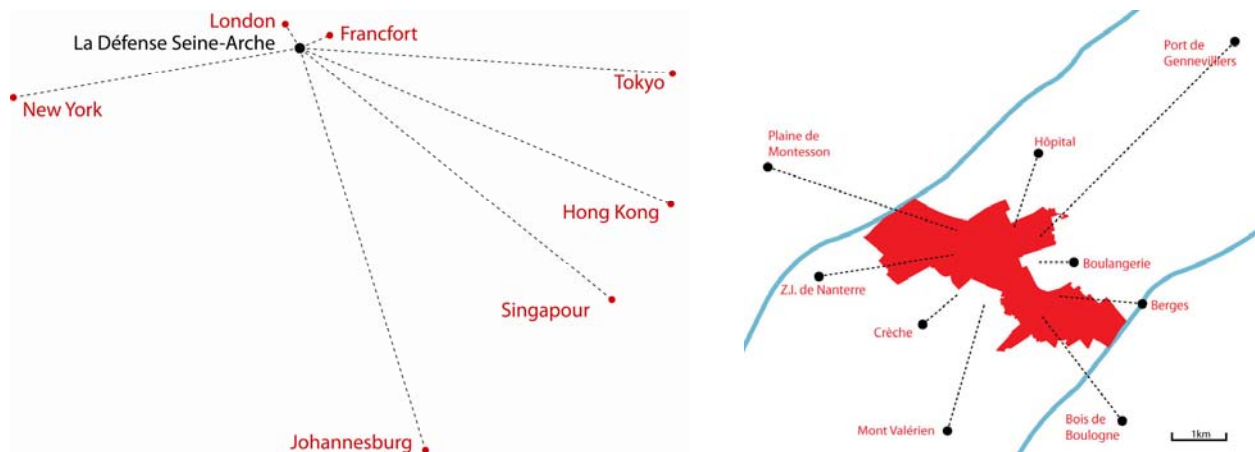 London
Francfort
La Défense Seine-Arche
Tokyo
New York
Hong Kong
Singapour
Johannesburg
Port de
Gennevilliers
Plaine de
Montesson
Hôpital
Boulangerie
Z.I. de Nanterre
Berges
Crèche
Mont Valérien
Bois de
Boulogne
1km